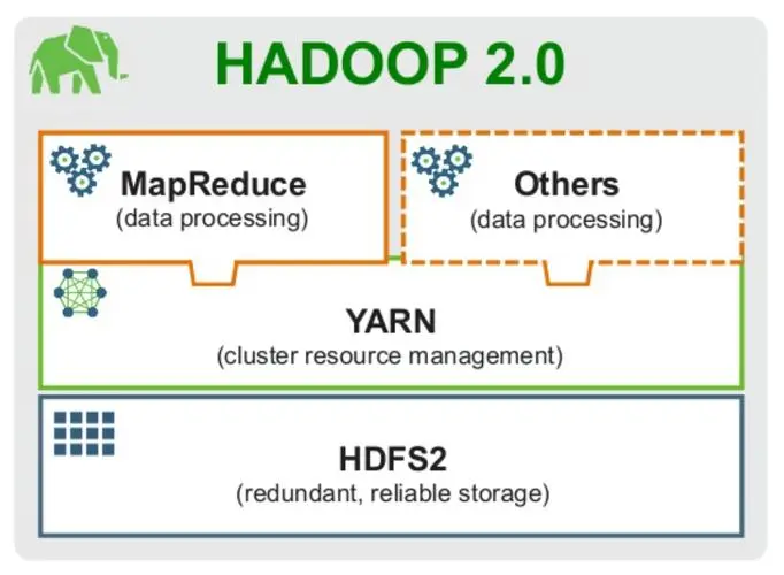 HADOOP 2.0
MapReduce
(data processing)
Others
(data processing)
YARN
(cluster resource management)
HDFS2
(redundant, reliable storage)